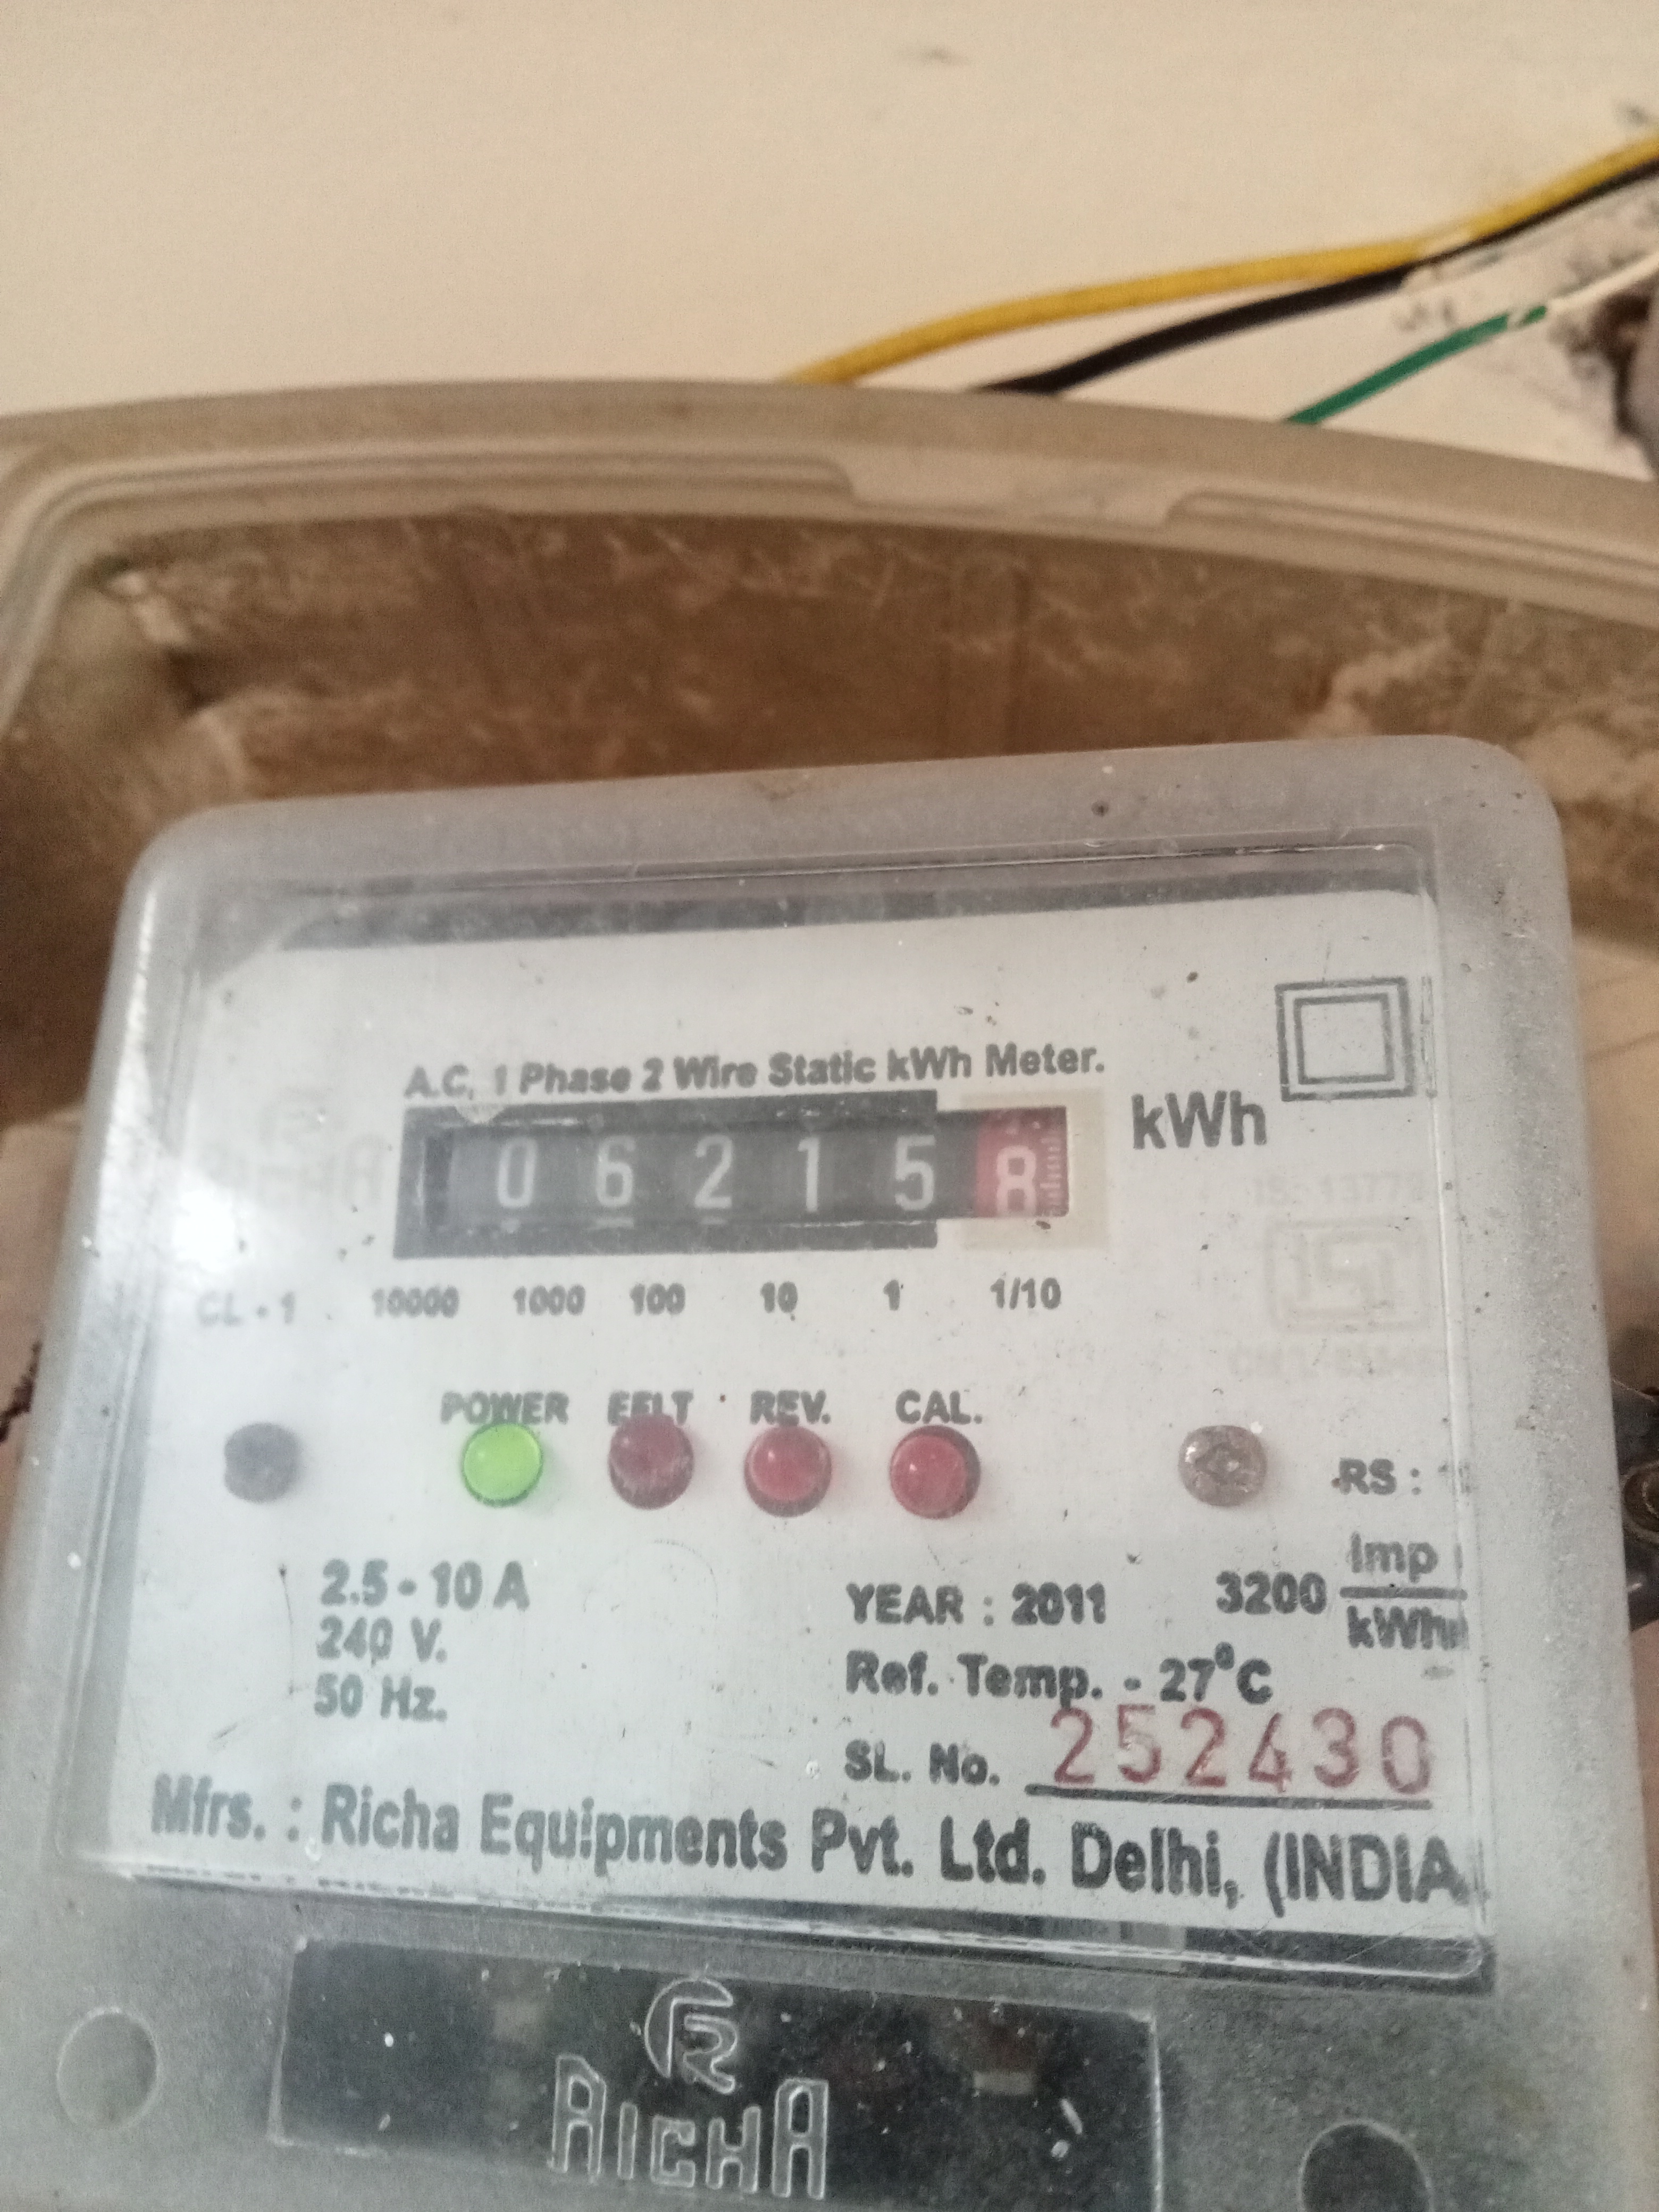 A.C. 1 Phase 2 Wire Static kWh Meter.
0 6 2 1 5 8 kWh
CL - 1 10000 1000 100 10 1 1/10
POWER EFLT REV. CAL.
RS :
2.5 - 10 A
240 V.
50 Hz.
YEAR : 2011 3200 Imp
kWh
Ref. Temp. - 27°C
SL. No. 252430
Mfrs. : Richa Equipments Pvt. Ltd. Delhi, (INDIA
RICHA